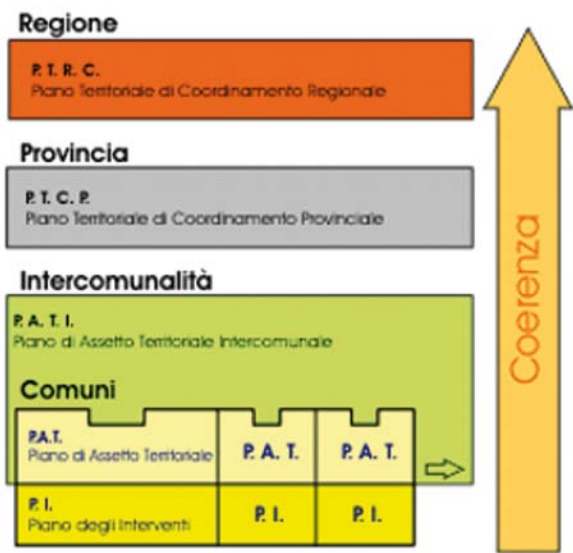 Regione
P. T. R. C.
Piano Territoriale di Coordinamento Regionale
Provincia
P. T. C. P.
Piano Territoriale di Coordinamento Provinciale
Intercomunalità
P. A. T. I.
Piano di Assetto Territoriale Intercomunale
Comuni
P.A.T.
Piano di Assetto Territoriale
P. A. T.
P. A. T.
P. I.
Piano degli Interventi
P. I.
P. I.
Coerenza